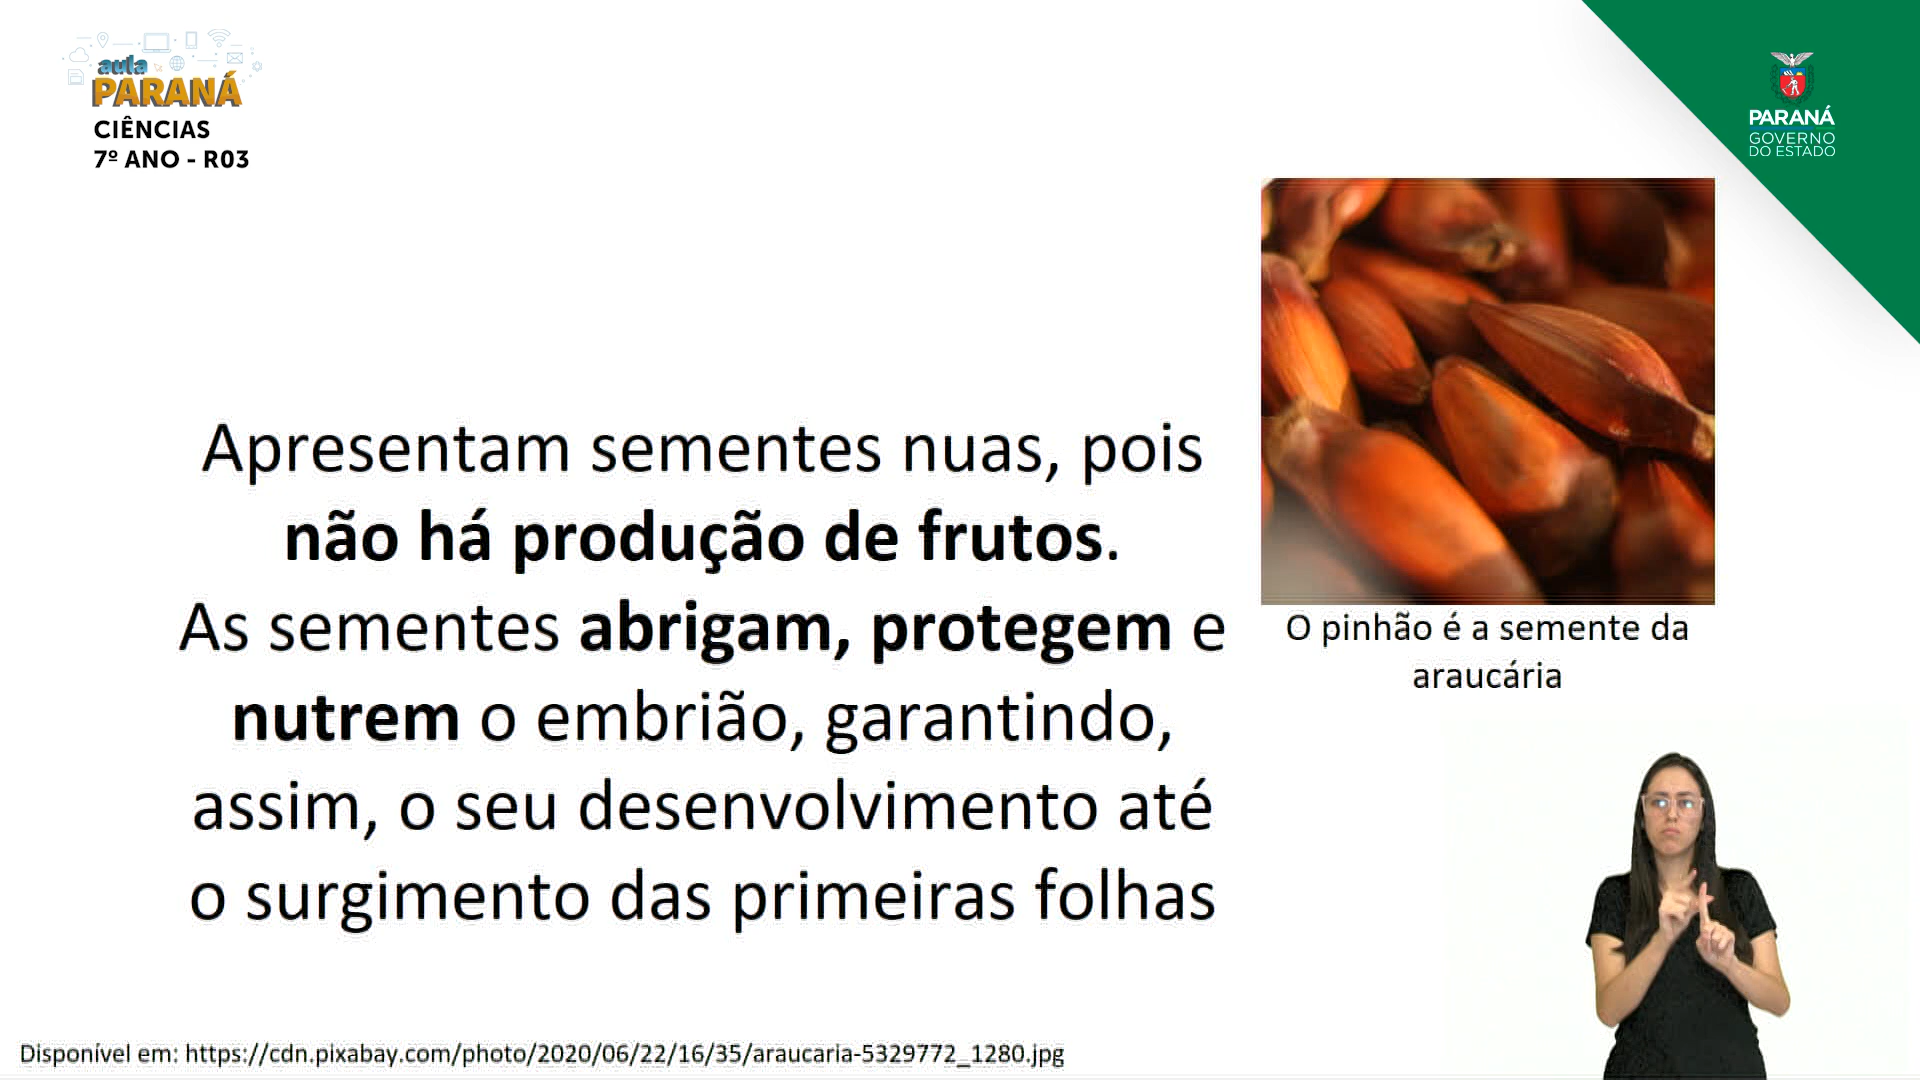 aula
PARANÁ
CIÊNCIAS
7º ANO - R03
PARANÁ
GOVERNO
DO ESTADO
Apresentam sementes nuas, pois
não há produção de frutos.
As sementes abrigam, protegem e
nutrem o embrião, garantindo,
assim, o seu desenvolvimento até
o surgimento das primeiras folhas
O pinhão é a semente da
araucária
Disponível em: https://cdn.pixabay.com/photo/2020/06/22/16/35/araucaria-5329772_1280.jpg